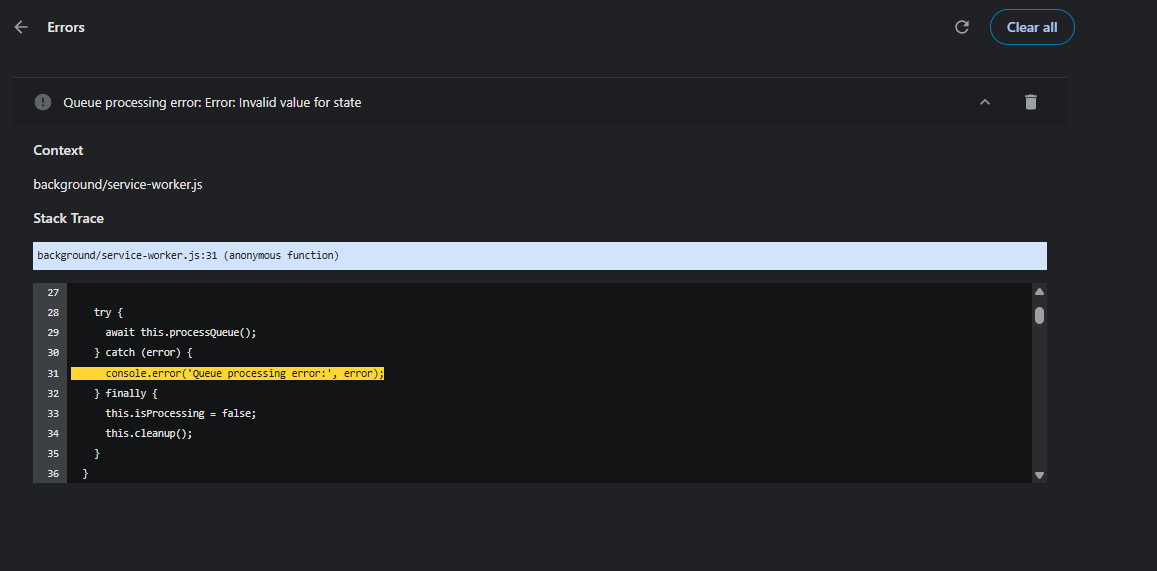 Errors
Clear all
Queue processing error: Error: Invalid value for state
Context
background/service-worker.js
Stack Trace
background/service-worker.js:31 (anonymous function)
27
28 try {
29 await this.processQueue();
30 } catch (error) {
31 console.error('Queue processing error:', error);
32 } finally {
33 this.isProcessing = false;
34 this.cleanup();
35 }
36 }